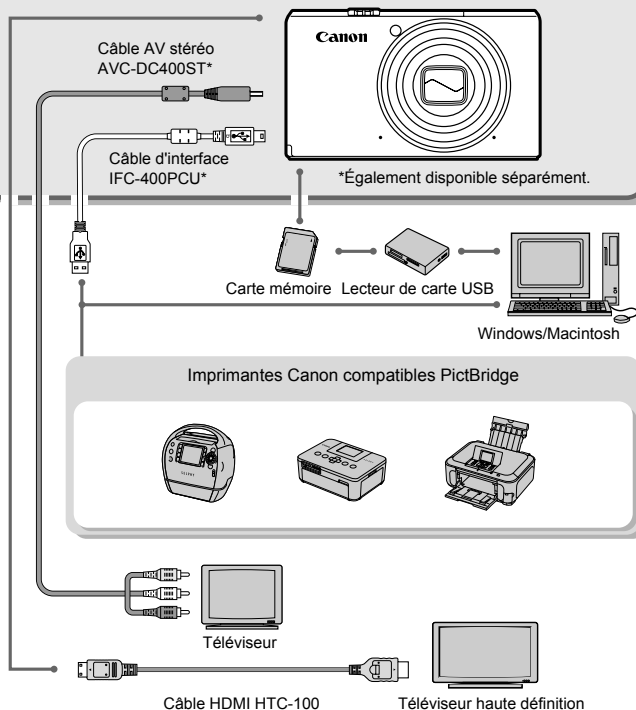 Canon
Câble AV stéréo
AVC-DC400ST*
Câble d'interface
IFC-400PCU*
*Également disponible séparément.
Carte mémoire
Lecteur de carte USB
Windows/Macintosh
Imprimantes Canon compatibles PictBridge
SELPHY
Téléviseur
Câble HDMI HTC-100
Téléviseur haute définition